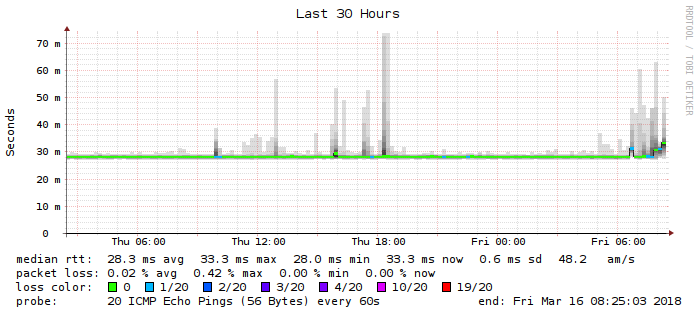 Last 30 Hours
RRDTOOL / TOBI OETIKER
Seconds
70 m
60 m
50 m
40 m
30 m
20 m
10 m
0
Thu 06:00 Thu 12:00 Thu 18:00 Fri 00:00 Fri 06:00
median rtt: 28.3 ms avg 33.3 ms max 28.0 ms min 33.3 ms now 0.6 ms sd 48.2 am/s
packet loss: 0.02 % avg 0.42 % max 0.00 % min 0.00 % now
loss color: 0 1/20 2/20 3/20 4/20 10/20 19/20
probe: 20 ICMP Echo Pings (56 Bytes) every 60s end: Fri Mar 16 08:25:03 2018